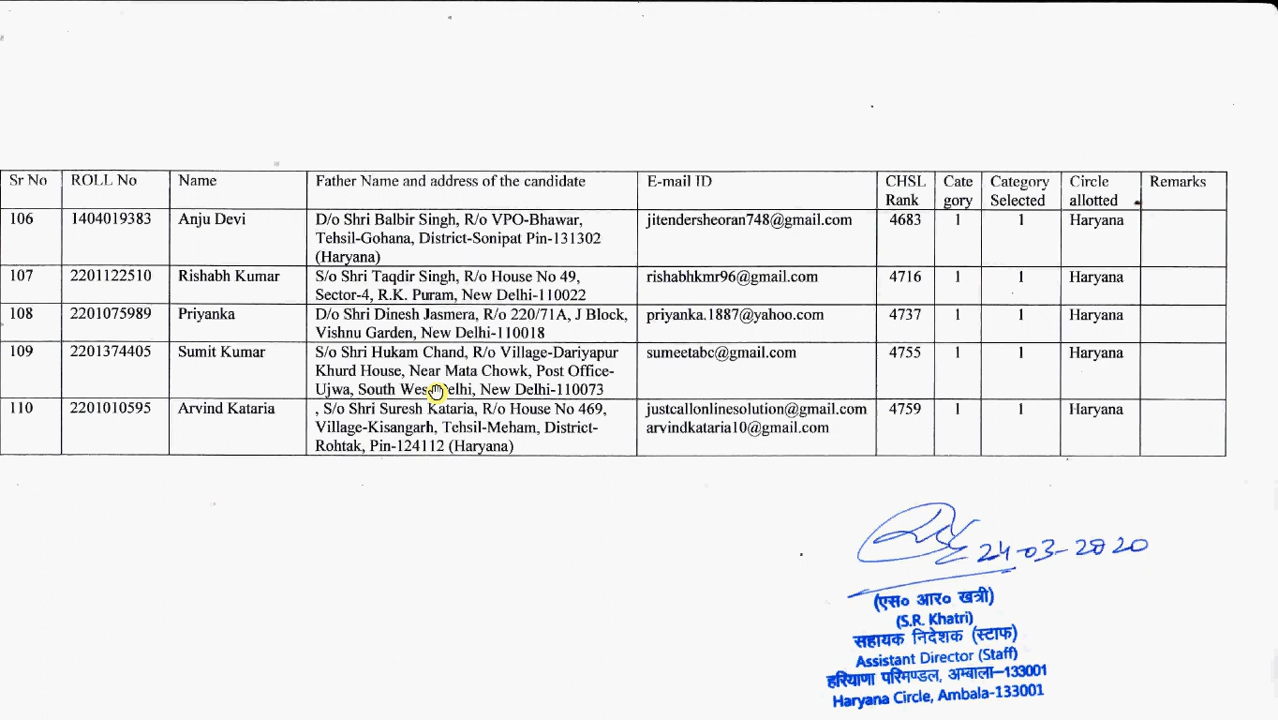 Sr No ROLL No Name Father Name and address of the candidate E-mail ID CHSL Rank Cate gory Category Selected Circle allotted Remarks
106 1404019383 Anju Devi D/o Shri Balbir Singh, R/o VPO-Bhawar, jitendersheoran748@gmail.com 4683 1 1 Haryana
Tehsil-Gohana, District-Sonipat Pin-131302
(Haryana)
107 2201122510 Rishabh Kumar S/o Shri Taqdir Singh, R/o House No 49, rishabhkmr96@gmail.com 4716 1 1 Haryana
Sector-4, R.K. Puram, New Delhi-110022
108 2201075989 Priyanka D/o Shri Dinesh Jasmera, R/o 220/71A, J Block, priyanka.1887@yahoo.com 4737 1 1 Haryana
Vishnu Garden, New Delhi-110018
109 2201374405 Sumit Kumar S/o Shri Hukam Chand, R/o Village-Dariyapur sumeetabc@gmail.com 4755 1 1 Haryana
Khurd House, Near Mata Chowk, Post Office-
Ujwa, South West Delhi, New Delhi-110073
110 2201010595 Arvind Kataria , S/o Shri Suresh Kataria, R/o House No 469, justcallonlinesolution@gmail.com 4759 1 1 Haryana
Village-Kisangarh, Tehsil-Meham, District- arvindkataria10@gmail.com
Rohtak, Pin-124112 (Haryana)
24-03-2020
(एस० आर० खत्री)
(S.R. Khatri)
सहायक निदेशक (स्टाफ)
Assistant Director (Staff)
हरियाणा परिमण्डल, अम्बाला-133001
Haryana Circle, Ambala-133001